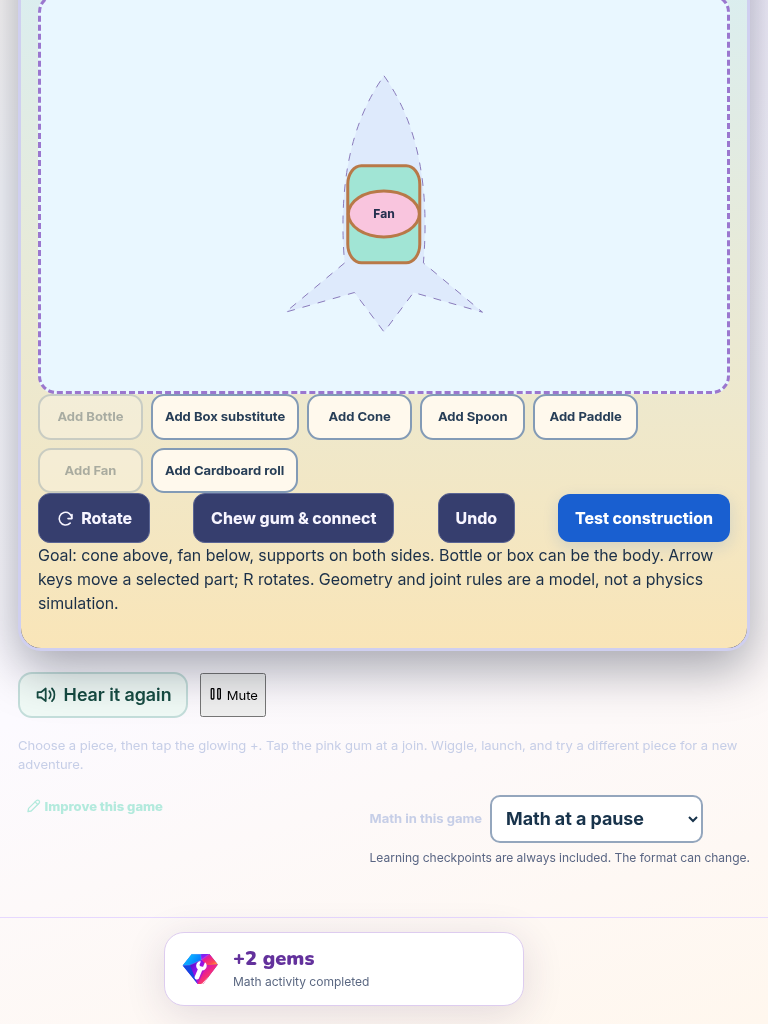 Fan
Add Bottle
Add Box substitute
Add Cone
Add Spoon
Add Paddle
Add Fan
Add Cardboard roll
Rotate
Chew gum & connect
Undo
Test construction
Goal: cone above, fan below, supports on both sides. Bottle or box can be the body. Arrow
keys move a selected part; R rotates. Geometry and joint rules are a model, not a physics
simulation.
Hear it again
Mute
Choose a piece, then tap the glowing +. Tap the pink gum at a join. Wiggle, launch, and try a different piece for a new
adventure.
Improve this game
Math in this game
Math at a pause
Learning checkpoints are always included. The format can change.
+2 gems
Math activity completed